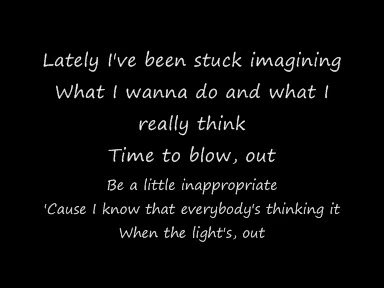 Lately I've been stuck imagining
What I wanna do and what I
really think
Time to blow, out
Be a little inappropriate
'Cause I know that everybody's thinking it
When the light's, out